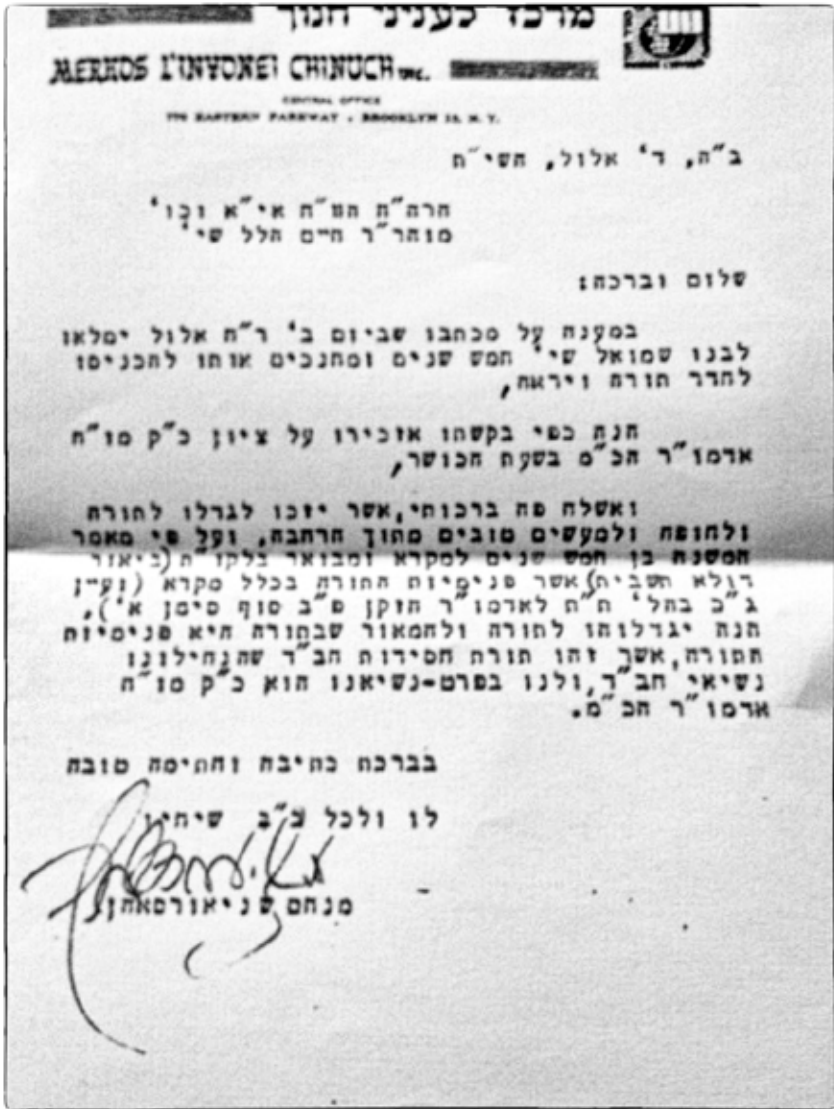 מרכז לעניני חנוך
MERKOS L'INYONEI CHINUCH INC.
CENTRAL OFFICE
770 EASTERN PARKWAY . BROOKLYN 13. N. Y.
ב"ה, ד' אלול, תשי"ח
הרה"ח הוו"ח אי"א וכו'
מוהר"ר חיים הלל שי'
שלום וברכה:
במענה על מכתבו שביום ב' ר"ח אלול ימלאו
לבנו שמואל שי' חמש שנים ומחנכים אותו להכניסו
לחדר תורה ויראה,
הנה כפי בקשתו אזכירו על ציון כ"ק מו"ח
אדמו"ר הכ"מ בשעת הכושר,
ואשלח פה ברכותי,אשר יזכו לגדלו לתורה
ולחופה ולמעשים טובים מתוך הרחבה, ועל פי מאמר
המשנה בן חמש שנים למקרא ומבואר בלקו"ת(ביאור
דולא תשבית)אשר פנימיות התורה בכלל מקרא (ועיין
ג"כ בהל' ת"ת לאדמו"ר הזקן פ"ב סוף סימן א'),
הנה יגדלוהו לתורה ולהמאור שבתורה היא פנימיות
התורה,אשר זהו תורת חסידות חב"ד שהנחילונו
נשיאי חב"ד,ולנו בפרט-נשיאנו הוא כ"ק מו"ח
אדמו"ר הכ"מ.
בברכת כתיבה וחתימה טובה
לו ולכל ב"ב שיחיו
מנחם שניאורסאהן